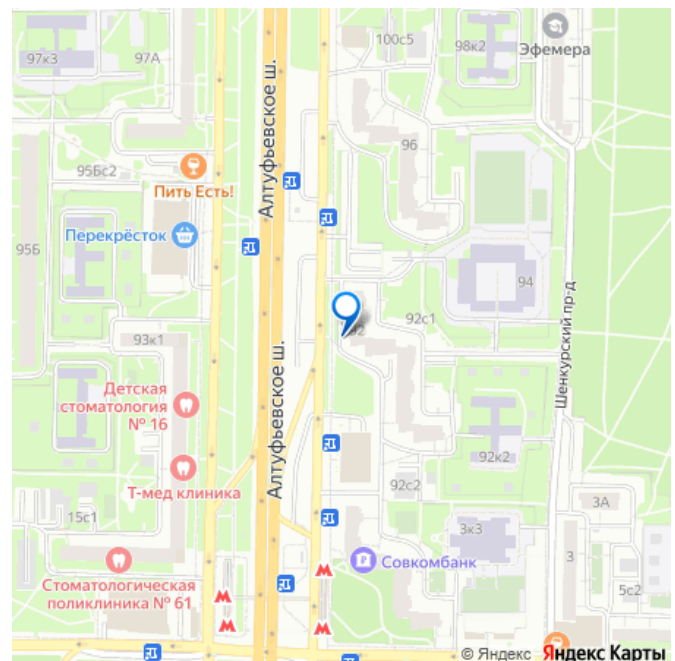 97к3
97А
100с5
98к2
Эфемера
Алтуфьевское ш.
96
95Бс2
Пить Есть!
Перекрёсток
95Б
94
Шенкурский пр-д
92с1
92
93к1
Алтуфьевское ш.
Детская
стоматология
№ 16
92к2
Т-мед клиника
92с2
3А
15с1
3к3
3
Совкомбанк
5с2
Стоматологическая
поликлиника № 61
© Яндекс Яндекс Карты